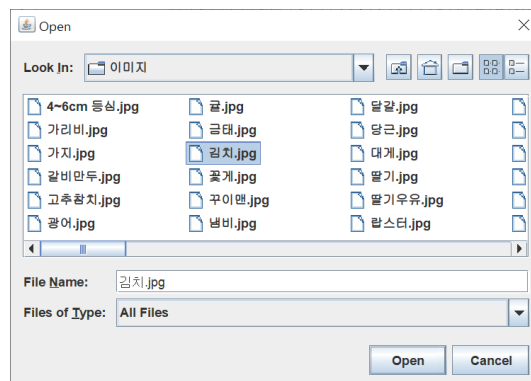 Open
Look In: 이미지
4~6cm 등심.jpg
가리비.jpg
가지.jpg
갈비만두.jpg
고추참치.jpg
광어.jpg
귤.jpg
금태.jpg
김치.jpg
꽃게.jpg
꾸이맨.jpg
냄비.jpg
달걀.jpg
당근.jpg
대게.jpg
딸기.jpg
딸기우유.jpg
랍스터.jpg
File Name: 김치.jpg
Files of Type: All Files
Open Cancel